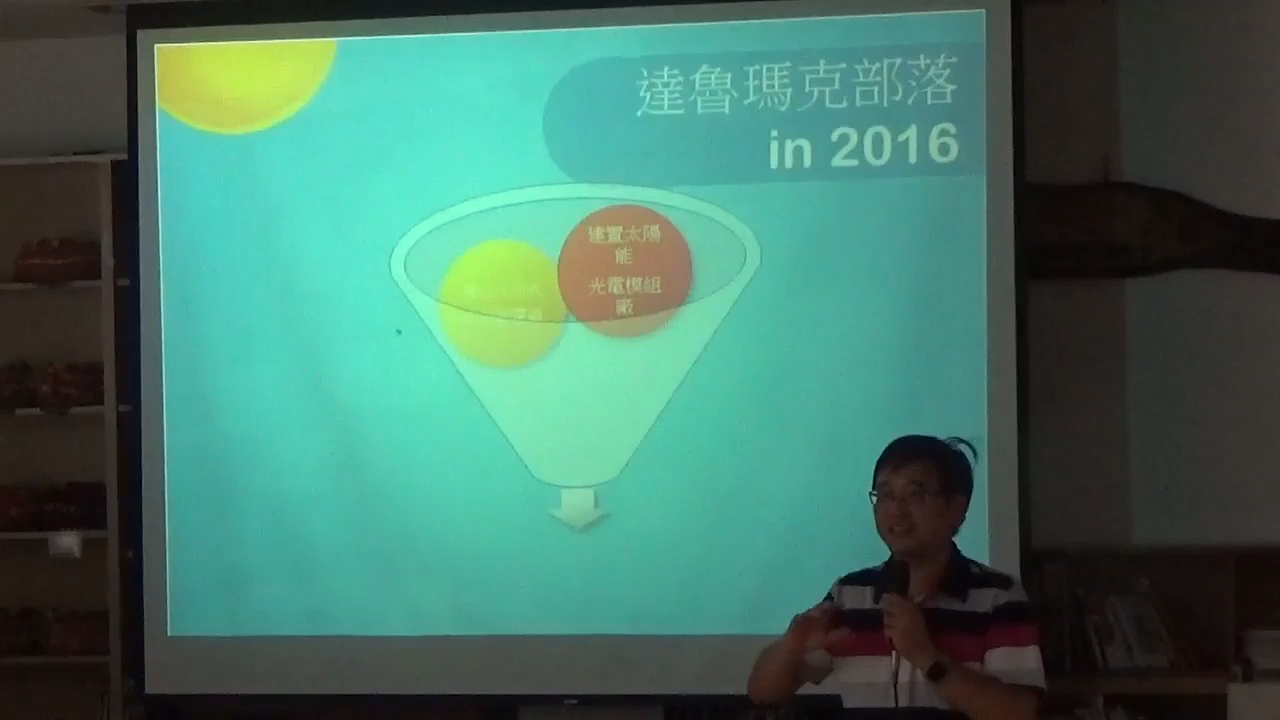 達魯瑪克部落
in 2016
建置太陽
能
光電模組
廠